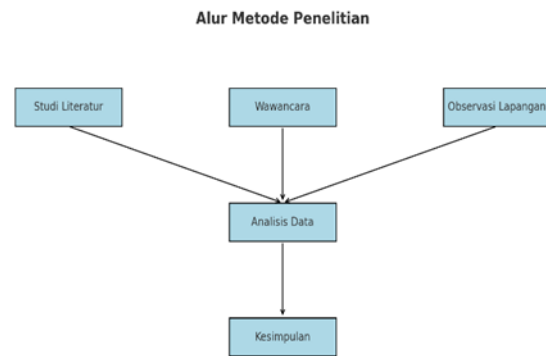 Alur Metode Penelitian
Studi Literatur
Wawancara
Observasi Lapangan
Analisis Data
Kesimpulan